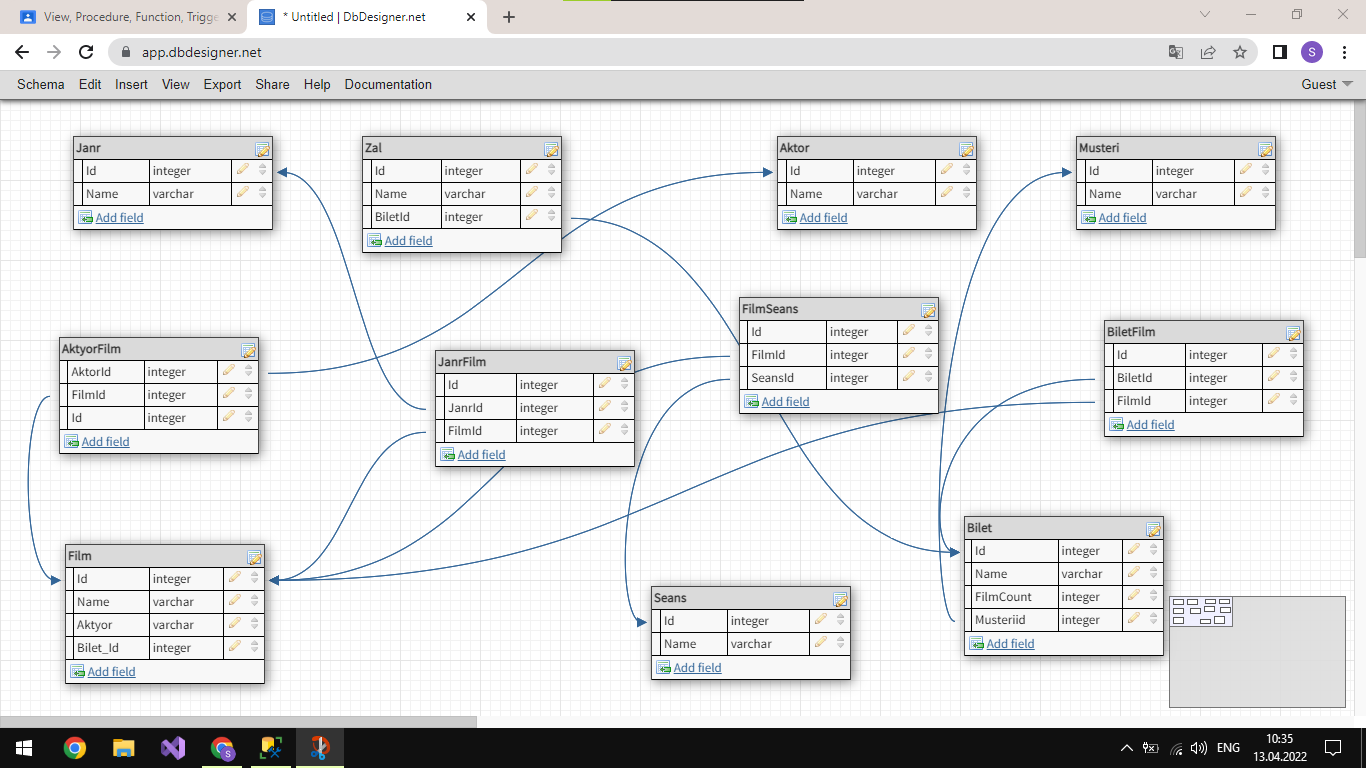 View, Procedure, Function, Trigge
* Untitled | DbDesigner.net
app.dbdesigner.net
S
Schema Edit Insert View Export Share Help Documentation
Guest
Janr
Id integer
Name varchar
Add field
Zal
Id integer
Name varchar
BiletId integer
Add field
Aktor
Id integer
Name varchar
Add field
Musteri
Id integer
Name varchar
Add field
AktyorFilm
AktorId integer
FilmId integer
Id integer
Add field
JanrFilm
Id integer
JanrId integer
FilmId integer
Add field
FilmSeans
Id integer
FilmId integer
SeansId integer
Add field
BiletFilm
Id integer
BiletId integer
FilmId integer
Add field
Film
Id integer
Name varchar
Aktyor varchar
Bilet_Id integer
Add field
Seans
Id integer
Name varchar
Add field
Bilet
Id integer
Name varchar
FilmCount integer
Musteriid integer
Add field
S
ENG
10:35
13.04.2022